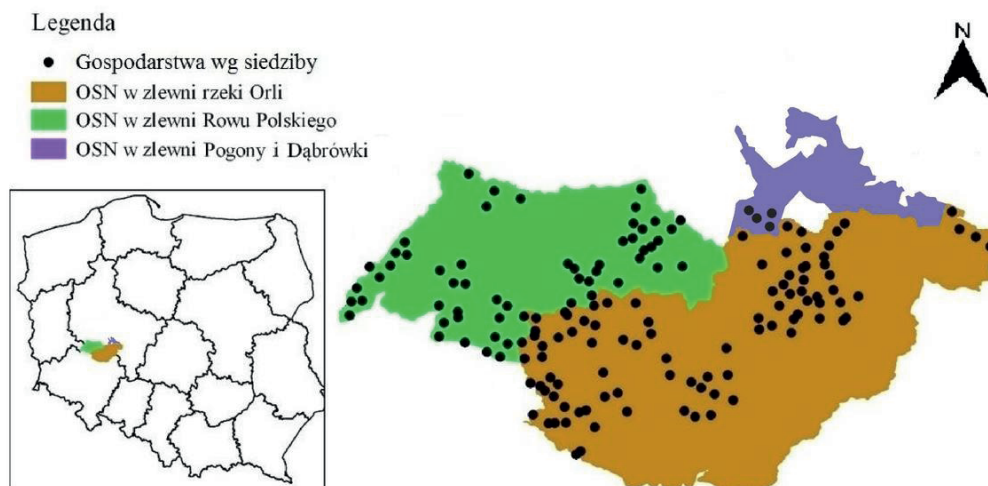 Legenda
Gospodarstwa wg siedziby
OSN w zlewni rzeki Orli
OSN w zlewni Rowu Polskiego
OSN w zlewni Pogony i Dąbrówki